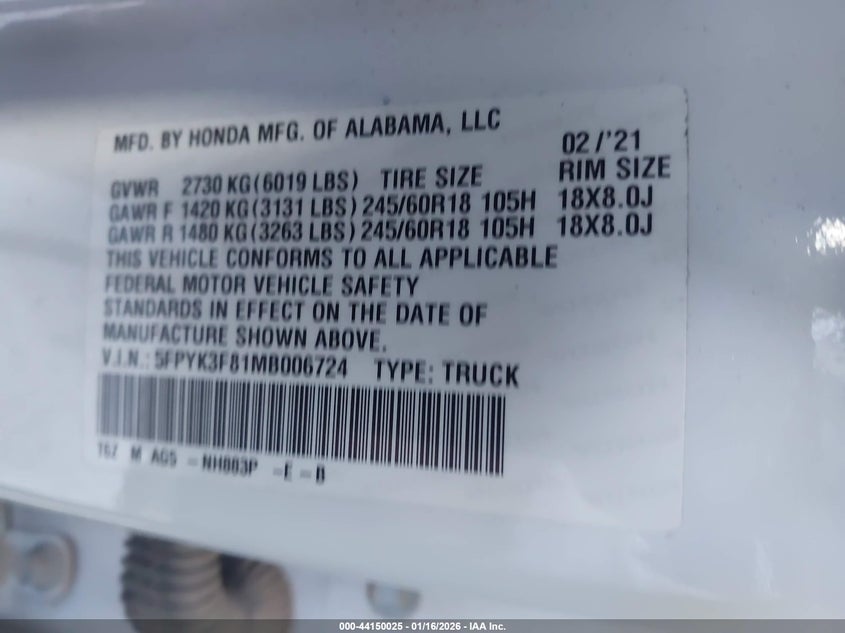 MFD. BY HONDA MFG. OF ALABAMA, LLC 02/'21
GVWR 2730 KG(6019 LBS) TIRE SIZE RIM SIZE
GAWR F 1420 KG(3131 LBS) 245/60R18 105H 18X8.0J
GAWR R 1480 KG(3263 LBS) 245/60R18 105H 18X8.0J
THIS VEHICLE CONFORMS TO ALL APPLICABLE
FEDERAL MOTOR VEHICLE SAFETY
STANDARDS IN EFFECT ON THE DATE OF
MANUFACTURE SHOWN ABOVE.
V.I.N.: 5FPYK3F81MB006724 TYPE: TRUCK
T6Z M AGS -NH883P -E-B
000-44150025 - 01/16/2026 - IAA Inc.